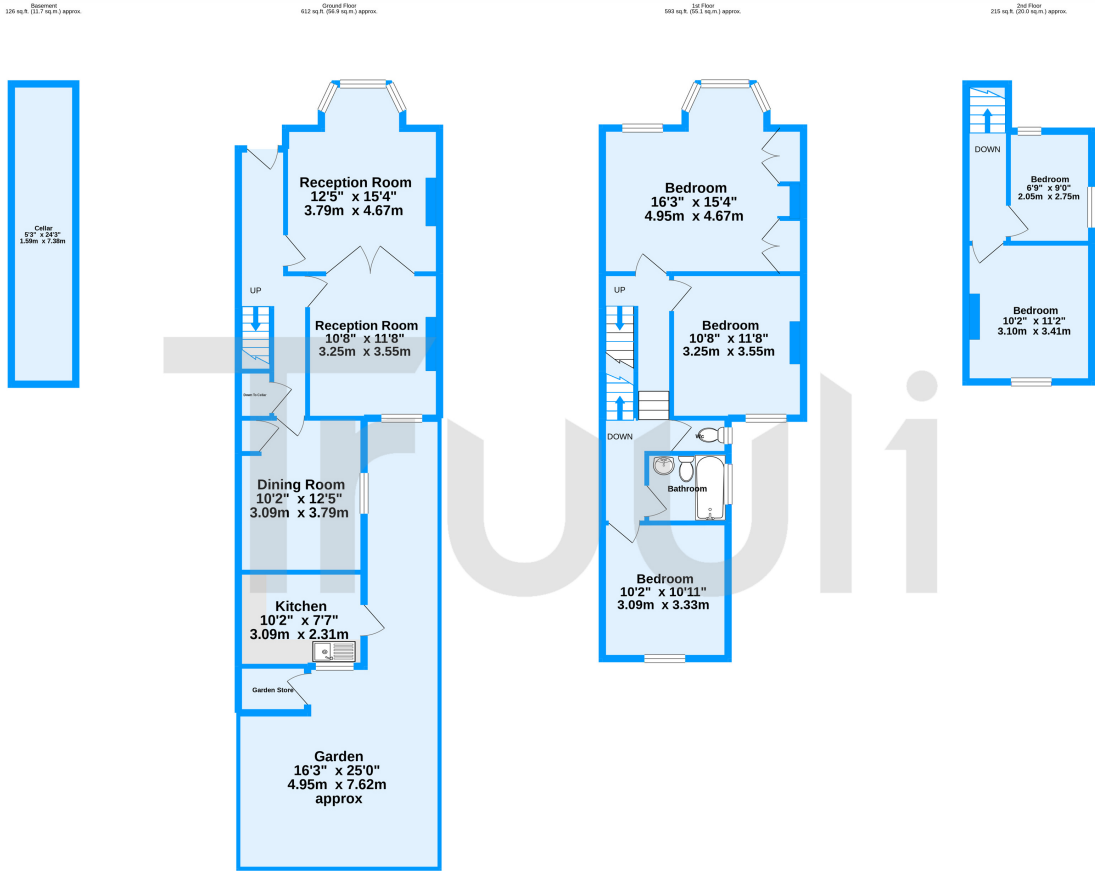 Basement
126 sq.ft. (11.7 sq.m.) approx.
Ground Floor
612 sq.ft. (56.9 sq.m.) approx.
1st Floor
593 sq.ft. (55.1 sq.m.) approx.
2nd Floor
215 sq.ft. (20.0 sq.m.) approx.
Cellar
5'3" x 24'3"
1.59m x 7.38m
Reception Room
12'5" x 15'4"
3.79m x 4.67m
UP
Reception Room
10'8" x 11'8"
3.25m x 3.55m
Down To Cellar
Dining Room
10'2" x 12'5"
3.09m x 3.79m
Kitchen
10'2" x 7'7"
3.09m x 2.31m
Garden Store
Garden
16'3" x 25'0"
4.95m x 7.62m
approx
Bedroom
16'3" x 15'4"
4.95m x 4.67m
UP
Bedroom
10'8" x 11'8"
3.25m x 3.55m
DOWN
Wc
Bathroom
Bedroom
10'2" x 10'11"
3.09m x 3.33m
DOWN
Bedroom
6'9" x 9'0"
2.05m x 2.75m
Bedroom
10'2" x 11'2"
3.10m x 3.41m
Truuli